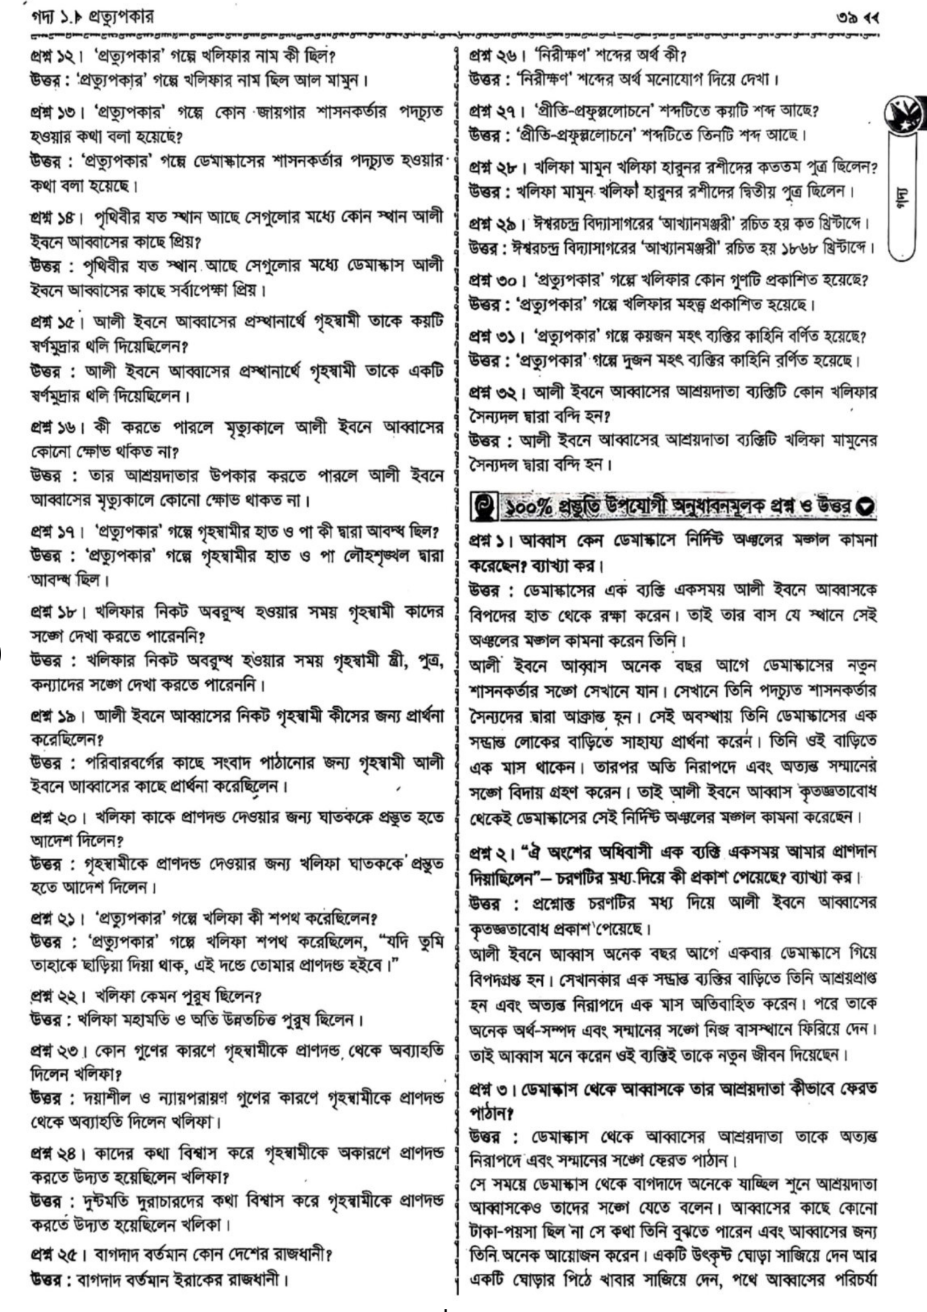 গদ্য ১.▶ প্রত্যুপকার
৩৯ ◀◀
প্রশ্ন ১২। ‘প্রত্যুপকার’ গল্পে খলিফার নাম কী ছিল?
উত্তর : ‘প্রত্যুপকার’ গল্পে খলিফার নাম ছিল আল মামুন।
প্রশ্ন ১৩। ‘প্রত্যুপকার’ গল্পে কোন জায়গার শাসনকর্তার পদচ্যুত
হওয়ার কথা বলা হয়েছে?
উত্তর : ‘প্রত্যুপকার’ গল্পে ডেমাস্কাসের শাসনকর্তার পদচ্যুত হওয়ার
কথা বলা হয়েছে।
প্রশ্ন ১৪। পৃথিবীর যত স্থান আছে সেগুলোর মধ্যে কোন স্থান আলী
ইবনে আব্বাসের কাছে প্রিয়?
উত্তর : পৃথিবীর যত স্থান আছে সেগুলোর মধ্যে ডেমাস্কাস আলী
ইবনে আব্বাসের কাছে সর্বাপেক্ষা প্রিয়।
প্রশ্ন ১৫। আলী ইবনে আব্বাসের প্রস্থানার্থে গৃহস্বামী তাকে কয়টি
স্বর্ণমুদ্রার থলি দিয়েছিলেন?
উত্তর : আলী ইবনে আব্বাসের প্রস্থানার্থে গৃহস্বামী তাকে একটি
স্বর্ণমুদ্রার থলি দিয়েছিলেন।
প্রশ্ন ১৬। কী করতে পারলে মৃত্যুকালে আলী ইবনে আব্বাসের
কোনো ক্ষোভ থাকত না?
উত্তর : তার আশ্রয়দাতার উপকার করতে পারলে আলী ইবনে
আব্বাসের মৃত্যুকালে কোনো ক্ষোভ থাকত না।
প্রশ্ন ১৭। ‘প্রত্যুপকার’ গল্পে গৃহস্বামীর হাত ও পা কী দ্বারা আবদ্ধ ছিল?
উত্তর : ‘প্রত্যুপকার’ গল্পে গৃহস্বামীর হাত ও পা লৌহশৃঙ্খল দ্বারা
আবদ্ধ ছিল।
প্রশ্ন ১৮। খলিফার নিকট অবরুদ্ধ হওয়ার সময় গৃহস্বামী কাদের
সঙ্গে দেখা করতে পারেননি?
উত্তর : খলিফার নিকট অবরুদ্ধ হওয়ার সময় গৃহস্বামী স্ত্রী, পুত্র,
কন্যাদের সঙ্গে দেখা করতে পারেননি।
প্রশ্ন ১৯। আলী ইবনে আব্বাসের নিকট গৃহস্বামী কীসের জন্য প্রার্থনা
করেছিলেন?
উত্তর : পরিবারবর্গের কাছে সংবাদ পাঠানোর জন্য গৃহস্বামী আলী
ইবনে আব্বাসের কাছে প্রার্থনা করেছিলেন।
প্রশ্ন ২০। খলিফা কাকে প্রাণদন্ড দেওয়ার জন্য ঘাতককে প্রস্তুত হতে
আদেশ দিলেন?
উত্তর : গৃহস্বামীকে প্রাণদন্ড দেওয়ার জন্য খলিফা ঘাতককে প্রস্তুত
হতে আদেশ দিলেন।
প্রশ্ন ২১। ‘প্রত্যুপকার’ গল্পে খলিফা কী শপথ করেছিলেন?
উত্তর : ‘প্রত্যুপকার’ গল্পে খলিফা শপথ করেছিলেন, “যদি তুমি
তাহাকে ছাড়িয়া দিয়া থাক, এই দন্ডে তোমার প্রাণদন্ড হইবে।”
প্রশ্ন ২২। খলিফা কেমন পুরুষ ছিলেন?
উত্তর : খলিফা মহামতি ও অতি উন্নতচিত্ত পুরুষ ছিলেন।
প্রশ্ন ২৩। কোন গুণের কারণে গৃহস্বামীকে প্রাণদন্ড থেকে অব্যাহতি
দিলেন খলিফা?
উত্তর : দয়াশীল ও ন্যায়পরায়ণ গুণের কারণে গৃহস্বামীকে প্রাণদন্ড
থেকে অব্যাহতি দিলেন খলিফা।
প্রশ্ন ২৪। কাদের কথা বিশ্বাস করে গৃহস্বামীকে অকারণে প্রাণদন্ড
করতে উদ্যত হয়েছিলেন খলিফা?
উত্তর : দুষ্টমতি দুরাচারদের কথা বিশ্বাস করে গৃহস্বামীকে প্রাণদন্ড
করতে উদ্যত হয়েছিলেন খলিকা।
প্রশ্ন ২৫। বাগদাদ বর্তমান কোন দেশের রাজধানী?
উত্তর : বাগদাদ বর্তমান ইরাকের রাজধানী।
প্রশ্ন ২৬। ‘নিরীক্ষণ’ শব্দের অর্থ কী?
উত্তর : ‘নিরীক্ষণ’ শব্দের অর্থ মনোযোগ দিয়ে দেখা।
প্রশ্ন ২৭। ‘প্রীতি-প্রফুল্ললোচনে’ শব্দটিতে কয়টি শব্দ আছে?
উত্তর : ‘প্রীতি-প্রফুল্ললোচনে’ শব্দটিতে তিনটি শব্দ আছে।
প্রশ্ন ২৮। খলিফা মামুন খলিফা হারুনর রশীদের কততম পুত্র ছিলেন?
উত্তর : খলিফা মামুন খলিফা হারুনর রশীদের দ্বিতীয় পুত্র ছিলেন।
প্রশ্ন ২৯। ঈশ্বরচন্দ্র বিদ্যাসাগরের ‘আখ্যানমঞ্জরী’ রচিত হয় কত খ্রিস্টাব্দে।
উত্তর : ঈশ্বরচন্দ্র বিদ্যাসাগরের ‘আখ্যানমঞ্জরী’ রচিত হয় ১৮৬৮ খ্রিস্টাব্দে।
প্রশ্ন ৩০। ‘প্রত্যুপকার’ গল্পে খলিফার কোন গুণটি প্রকাশিত হয়েছে?
উত্তর : ‘প্রত্যুপকার’ গল্পে খলিফার মহত্ত্ব প্রকাশিত হয়েছে।
প্রশ্ন ৩১। ‘প্রত্যুপকার’ গল্পে কয়জন মহৎ ব্যক্তির কাহিনি বর্ণিত হয়েছে?
উত্তর : ‘প্রত্যুপকার’ গল্পে দুজন মহৎ ব্যক্তির কাহিনি বর্ণিত হয়েছে।
প্রশ্ন ৩২। আলী ইবনে আব্বাসের আশ্রয়দাতা ব্যক্তিটি কোন খলিফার
সৈন্যদল দ্বারা বন্দি হন?
উত্তর : আলী ইবনে আব্বাসের আশ্রয়দাতা ব্যক্তিটি খলিফা মামুনের
সৈন্যদল দ্বারা বন্দি হন।
১০০% প্রস্তুতি উপযোগী অনুধাবনমূলক প্রশ্ন ও উত্তর
প্রশ্ন ১। আব্বাস কেন ডেমাস্কাসে নির্দিষ্ট অঞ্চলের মঙ্গল কামনা
করেছেন? ব্যাখ্যা কর।
উত্তর : ডেমাস্কাসের এক ব্যক্তি একসময় আলী ইবনে আব্বাসকে
বিপদের হাত থেকে রক্ষা করেন। তাই তার বাস যে স্থানে সেই
অঞ্চলের মঙ্গল কামনা করেন তিনি।
আলী ইবনে আব্বাস অনেক বছর আগে ডেমাস্কাসের নতুন
শাসনকর্তার সঙ্গে সেখানে যান। সেখানে তিনি পদচ্যুত শাসনকর্তার
সৈন্যদের দ্বারা আক্রান্ত হন। সেই অবস্থায় তিনি ডেমাস্কাসের এক
সম্ভ্রান্ত লোকের বাড়িতে সাহায্য প্রার্থনা করেন। তিনি ওই বাড়িতে
এক মাস থাকেন। তারপর অতি নিরাপদে এবং অত্যন্ত সম্মানের
সঙ্গে বিদায় গ্রহণ করেন। তাই আলী ইবনে আব্বাস কৃতজ্ঞতাবোধ
থেকেই ডেমাস্কাসের সেই নির্দিষ্ট অঞ্চলের মঙ্গল কামনা করেছেন।
প্রশ্ন ২। “ঐ অংশের অধিবাসী এক ব্যক্তি একসময় আমার প্রাণদান
দিয়াছিলেন”– চরণটির মধ্য দিয়ে কী প্রকাশ পেয়েছে? ব্যাখ্যা কর।
উত্তর : প্রশ্নোক্ত চরণটির মধ্য দিয়ে আলী ইবনে আব্বাসের
কৃতজ্ঞতাবোধ প্রকাশ পেয়েছে।
আলী ইবনে আব্বাস অনেক বছর আগে একবার ডেমাস্কাসে গিয়ে
বিপদগ্রস্ত হন। সেখানকার এক সম্ভ্রান্ত ব্যক্তির বাড়িতে তিনি আশ্রয়প্রাপ্ত
হন এবং অত্যন্ত নিরাপদে এক মাস অতিবাহিত করেন। পরে তাকে
অনেক অর্থ-সম্পদ এবং সম্মানের সঙ্গে নিজ বাসস্থানে ফিরিয়ে দেন।
তাই আব্বাস মনে করেন ওই ব্যক্তিই তাকে নতুন জীবন দিয়েছেন।
প্রশ্ন ৩। ডেমাস্কাস থেকে আব্বাসকে তার আশ্রয়দাতা কীভাবে ফেরত
পাঠান?
উত্তর : ডেমাস্কাস থেকে আব্বাসের আশ্রয়দাতা তাকে অত্যন্ত
নিরাপদে এবং সম্মানের সঙ্গে ফেরত পাঠান।
সে সময়ে ডেমাস্কাস থেকে বাগদাদে অনেকে যাচ্ছিল শুনে আশ্রয়দাতা
আব্বাসকেও তাদের সঙ্গে যেতে বলেন। আব্বাসের কাছে কোনো
টাকা-পয়সা ছিল না সে কথা তিনি বুঝতে পারেন এবং আব্বাসের জন্য
তিনি অনেক আয়োজন করেন। একটি উৎকৃষ্ট ঘোড়া সাজিয়ে দেন আর
একটি ঘোড়ার পিঠে খাবার সাজিয়ে দেন, পথে আব্বাসের পরিচর্যা
গদ্য